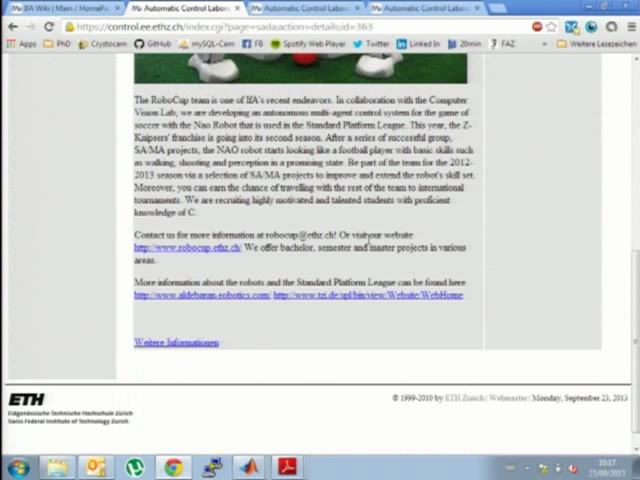 IfA Wiki | Main / HomePa
Automatic Control Labora
Automatic Control Labora
Automatic Control Labora
https://control.ee.ethz.ch/index.cgi?page=sada;action=details;id=363
Apps PhD Crystoco GitHub mySQL-Cam FB Spotify Web Player Twitter Linked In 20min FAZ » Weitere Lesezeichen
The RoboCup team is one of IfA's recent endeavors. In collaboration with the Computer
Vision Lab, we are developing an autonomous multi-agent control system for the game of
soccer with the Nao Robot that is used in the Standard Platform League. This year, the Z-
Knipsers' franchise is going into its second season. After a series of successful group,
SA/MA projects, the NAO robot starts looking like a football player with basic skills such
as walking, shooting and perception in a promising state. Be part of the team for the 2012-
2013 season via a selection of SA/MA projects to improve and extend the robot's skill set.
Moreover, you can earn the chance of travelling with the rest of the team to international
tournaments. We are recruiting highly motivated and talented students with proficient
knowledge of C.
Contact us for more information at robocup@ethz.ch! Or visit your website
http://www.robocup.ethz.ch/ We offer bachelor, semester and master projects in various
areas.
More information about the robots and the Standard Platform League can be found here
http://www.aldebaran-robotics.com/ http://www.tzi.de/spl/bin/view/Website/WebHome
Weitere Informationen
ETH
Eidgenössische Technische Hochschule Zürich
Swiss Federal Institute of Technology Zurich
© 1999-2010 by ETH Zürich | Webmaster | Monday, September 23, 2013
10:17
23/09/2013